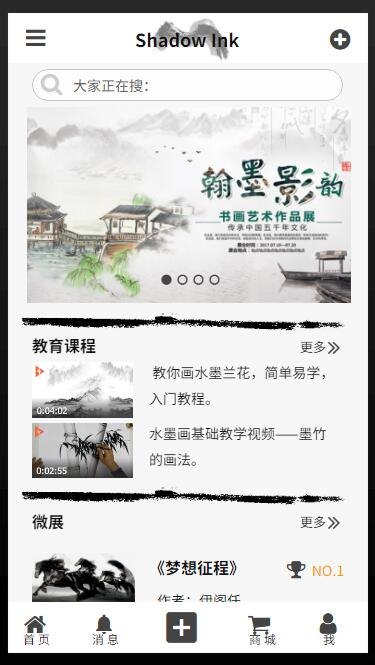 Shadow Ink
大家正在搜：
翰墨影韵
书画艺术作品展
传承中国五千年文化
教育课程
更多
教你画水墨兰花，简单易学，
入门教程。
0:04:02
水墨画基础教学视频——墨竹
的画法。
0:02:55
微展
更多
《梦想征程》
NO.1
作者：伊阁任
首页
消息
商城
我